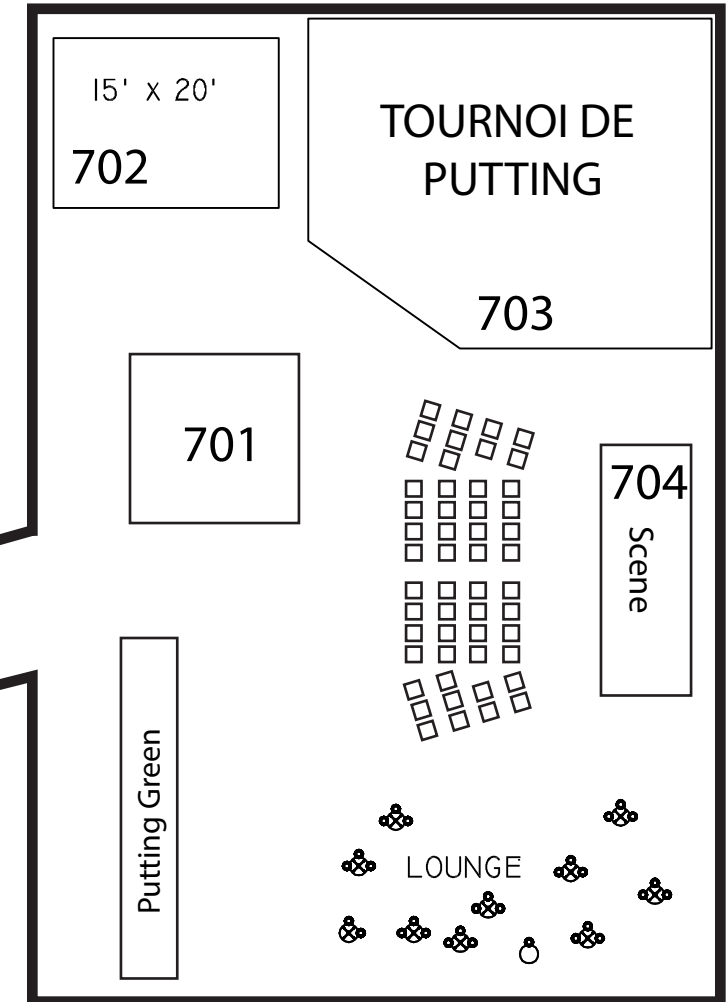 15' x 20'
702
TOURNOI DE
PUTTING
703
701
704
Scene
Putting Green
LOUNGE